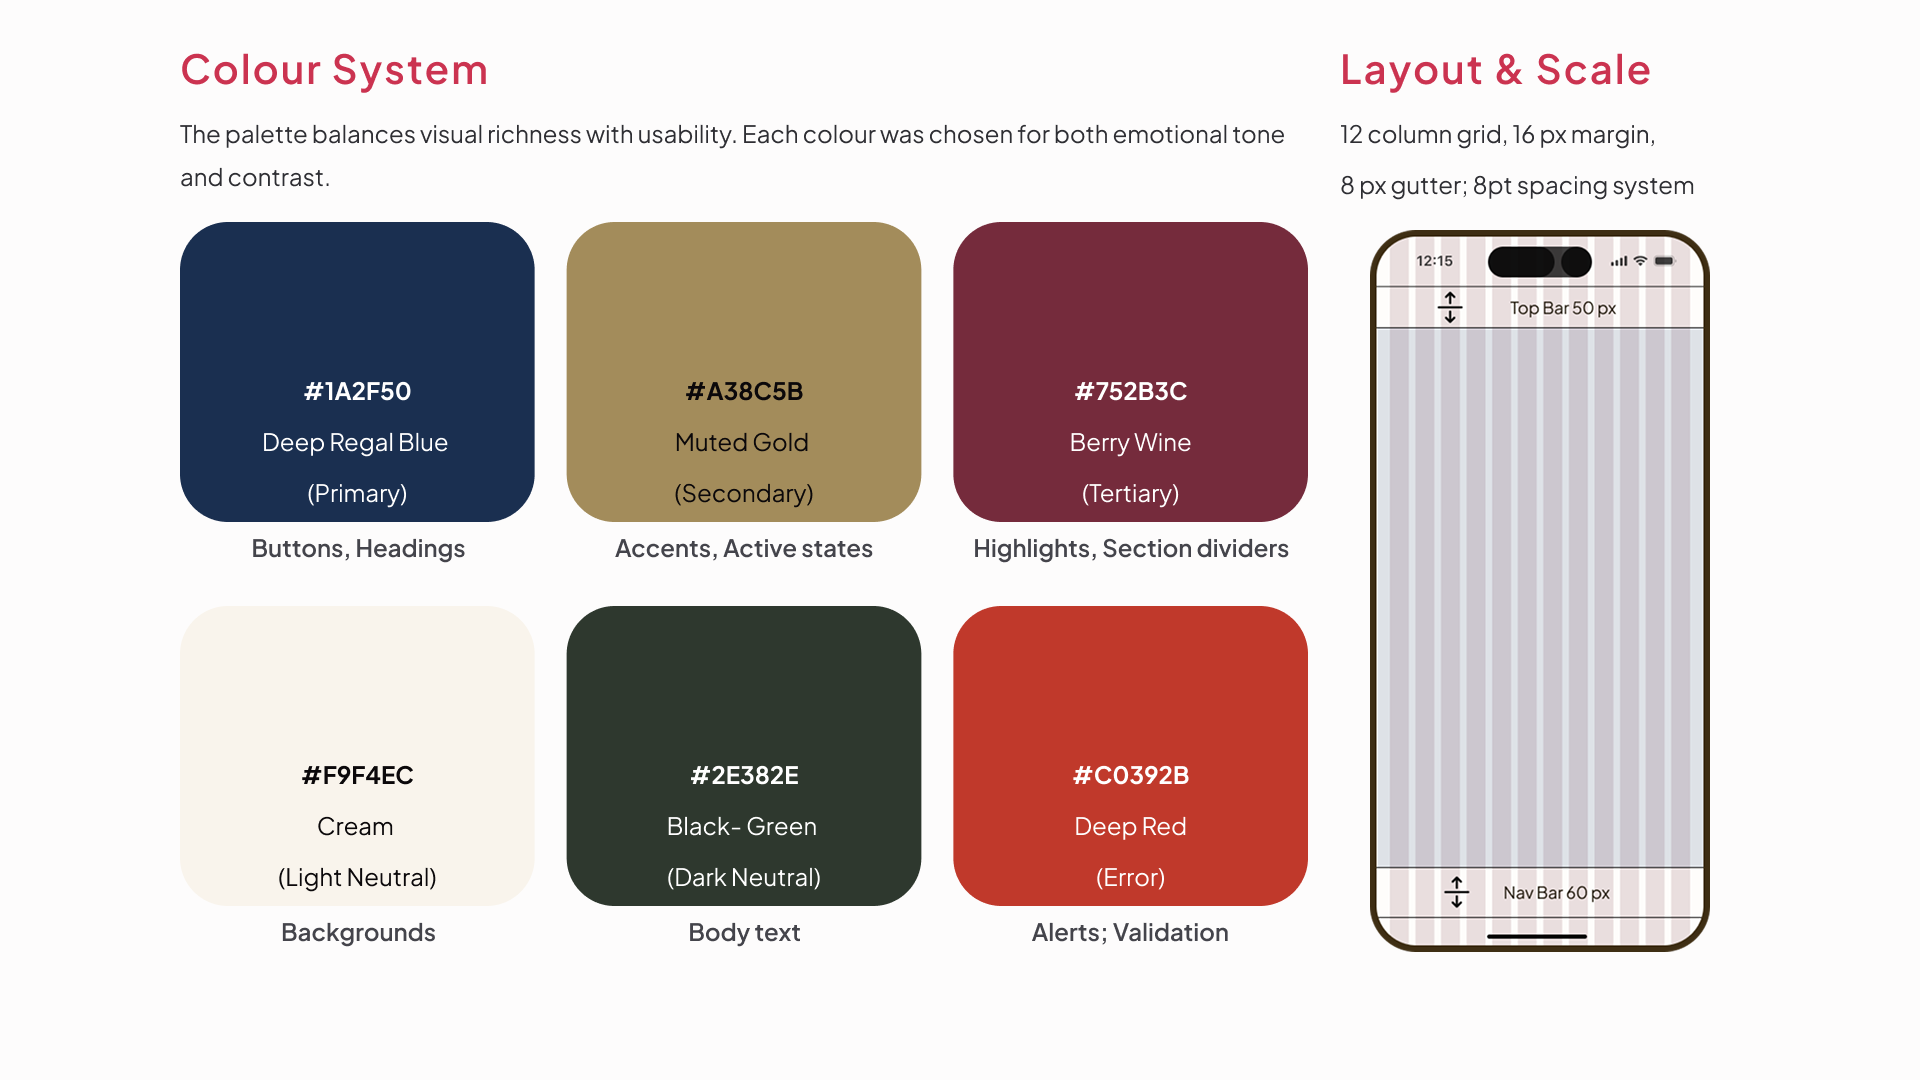 Colour System
The palette balances visual richness with usability. Each colour was chosen for both emotional tone
and contrast.
#1A2F50
Deep Regal Blue
(Primary)
Buttons, Headings
#A38C5B
Muted Gold
(Secondary)
Accents, Active states
#752B3C
Berry Wine
(Tertiary)
Highlights, Section dividers
#F9F4EC
Cream
(Light Neutral)
Backgrounds
#2E382E
Black- Green
(Dark Neutral)
Body text
#C0392B
Deep Red
(Error)
Alerts; Validation
Layout & Scale
12 column grid, 16 px margin,
8 px gutter; 8pt spacing system
12:15
Top Bar 50 px
Nav Bar 60 px